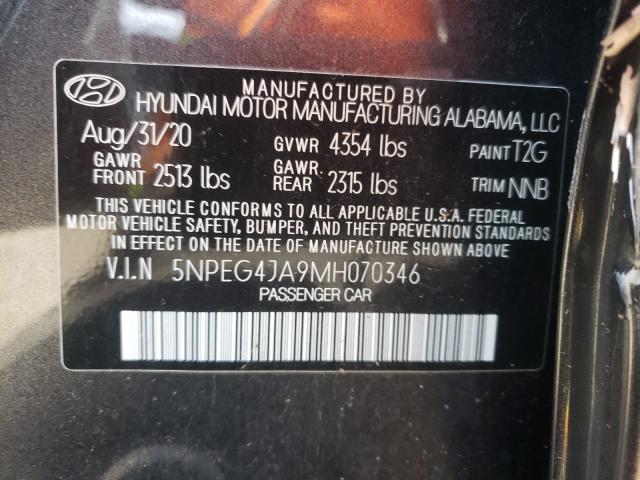 MANUFACTURED BY
HYUNDAI MOTOR MANUFACTURING ALABAMA, LLC
Aug/31/20 GVWR 4354 lbs PAINT T2G
GAWR FRONT 2513 lbs GAWR REAR 2315 lbs TRIM NNB
THIS VEHICLE CONFORMS TO ALL APPLICABLE U.S.A. FEDERAL
MOTOR VEHICLE SAFETY, BUMPER, AND THEFT PREVENTION STANDARDS
IN EFFECT ON THE DATE OF MANUFACTURE SHOWN ABOVE
V.I.N 5NPEG4JA9MH070346
PASSENGER CAR